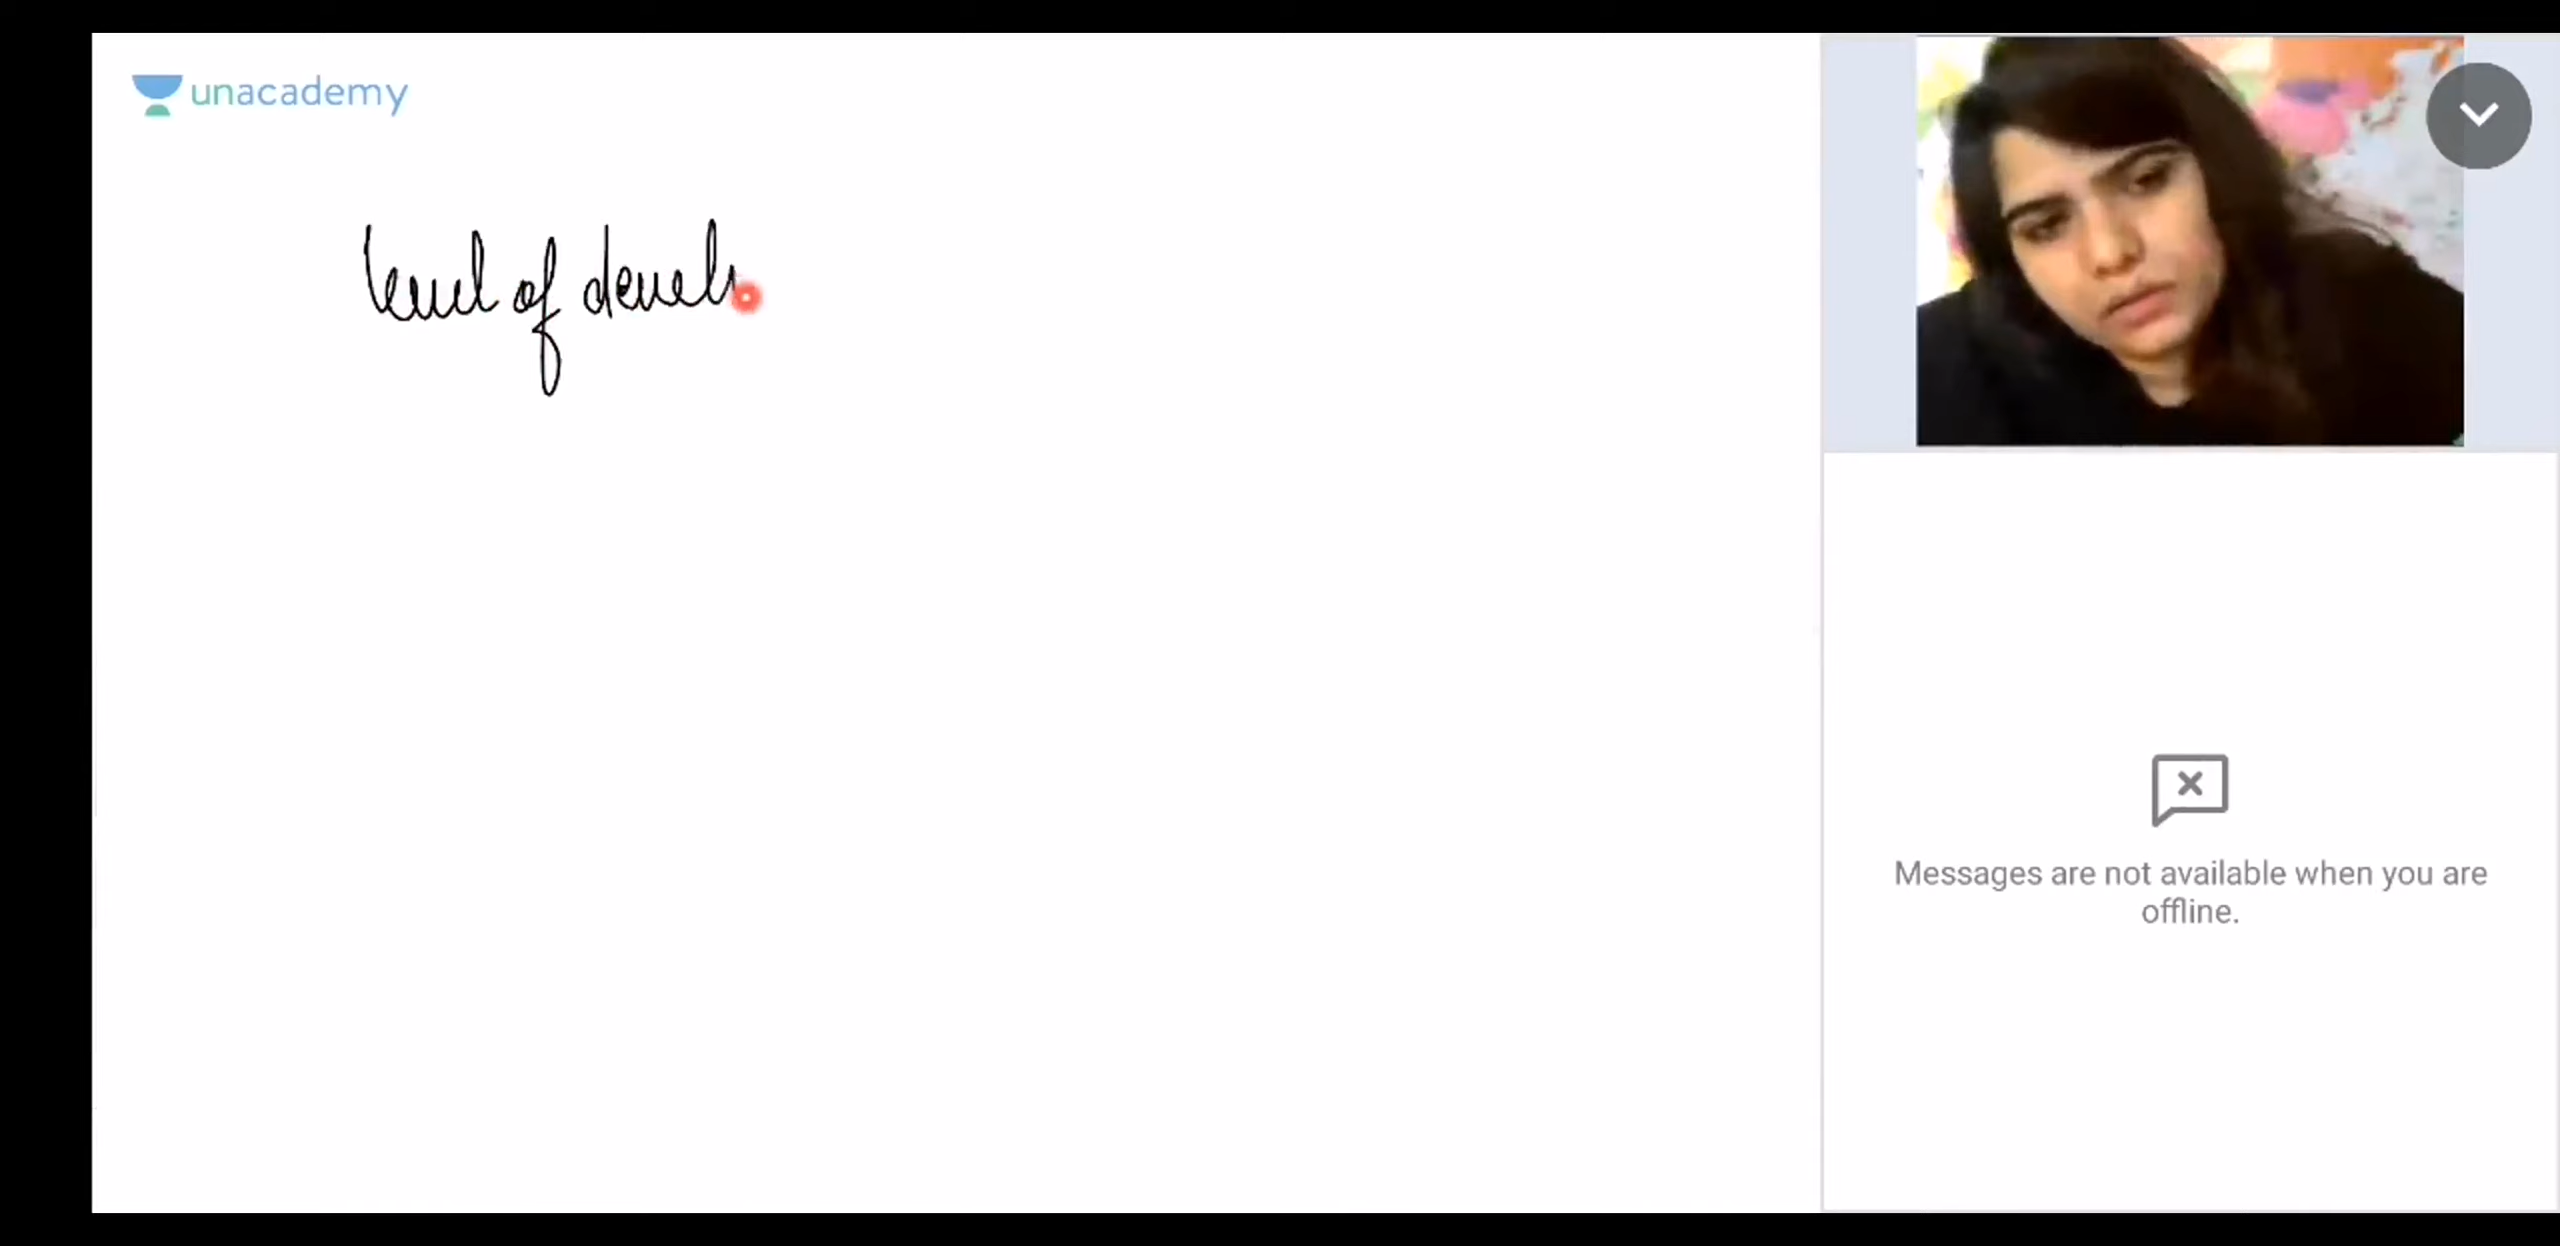 unacademy
level of devel
Messages are not available when you are
offline.